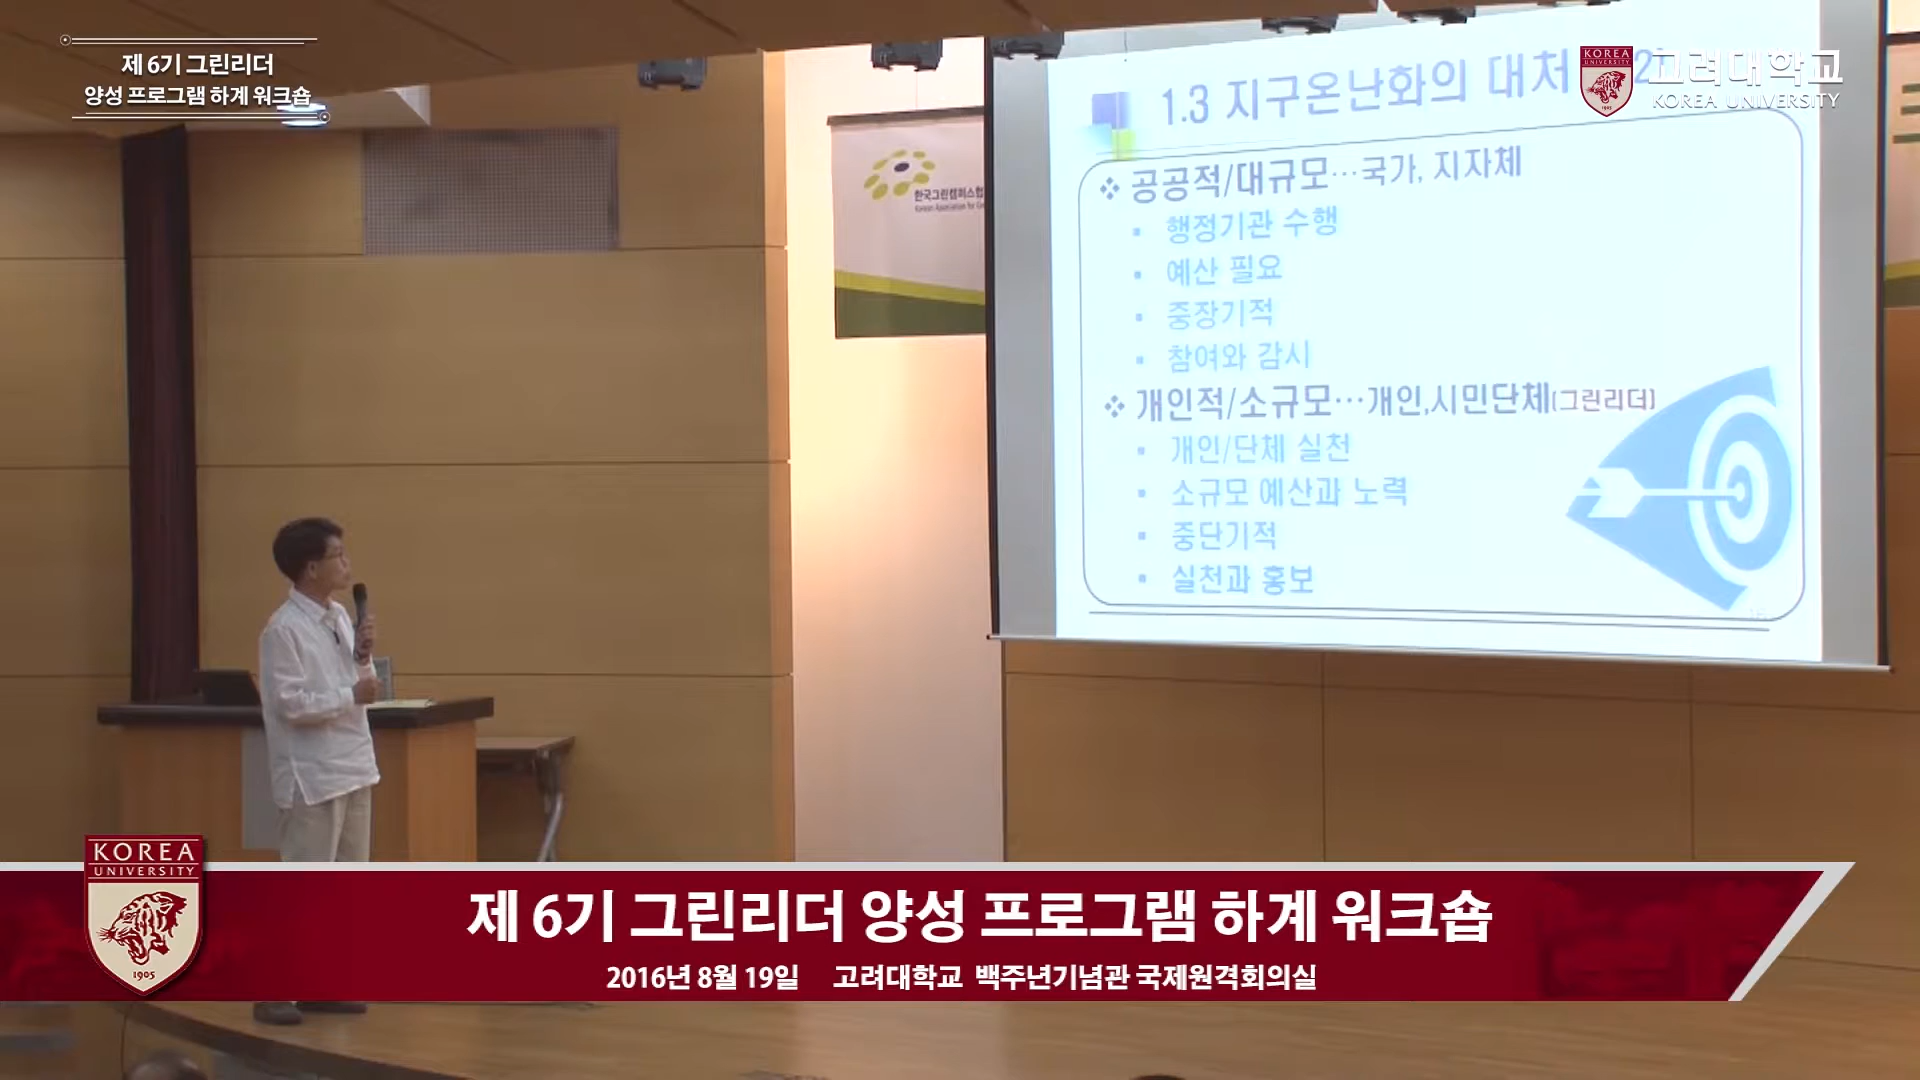 제 6기 그린리더
양성 프로그램 하계 워크숍
KOREA
UNIVERSITY
1905
고려대학교
KOREA UNIVERSITY
한국그린캠퍼스협
Korean Association for
1.3 지구온난화의 대처
공공적/대규모…국가, 지자체
행정기관 수행
예산 필요
중장기적
참여와 감시
개인적/소규모…개인,시민단체(그린리더)
개인/단체 실천
소규모 예산과 노력
중단기적
실천과 홍보
KOREA
UNIVERSITY
1905
제 6기 그린리더 양성 프로그램 하계 워크숍
2016년 8월 19일 고려대학교 백주년기념관 국제원격회의실